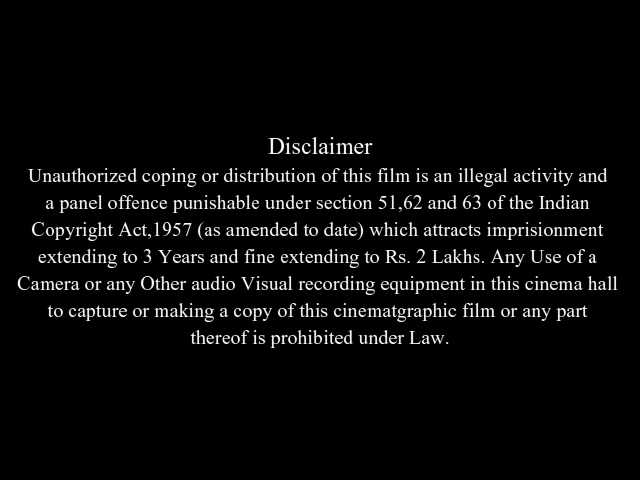 Disclaimer
Unauthorized coping or distribution of this film is an illegal activity and
a panel offence punishable under section 51,62 and 63 of the Indian
Copyright Act,1957 (as amended to date) which attracts imprisionment
extending to 3 Years and fine extending to Rs. 2 Lakhs. Any Use of a
Camera or any Other audio Visual recording equipment in this cinema hall
to capture or making a copy of this cinematgraphic film or any part
thereof is prohibited under Law.